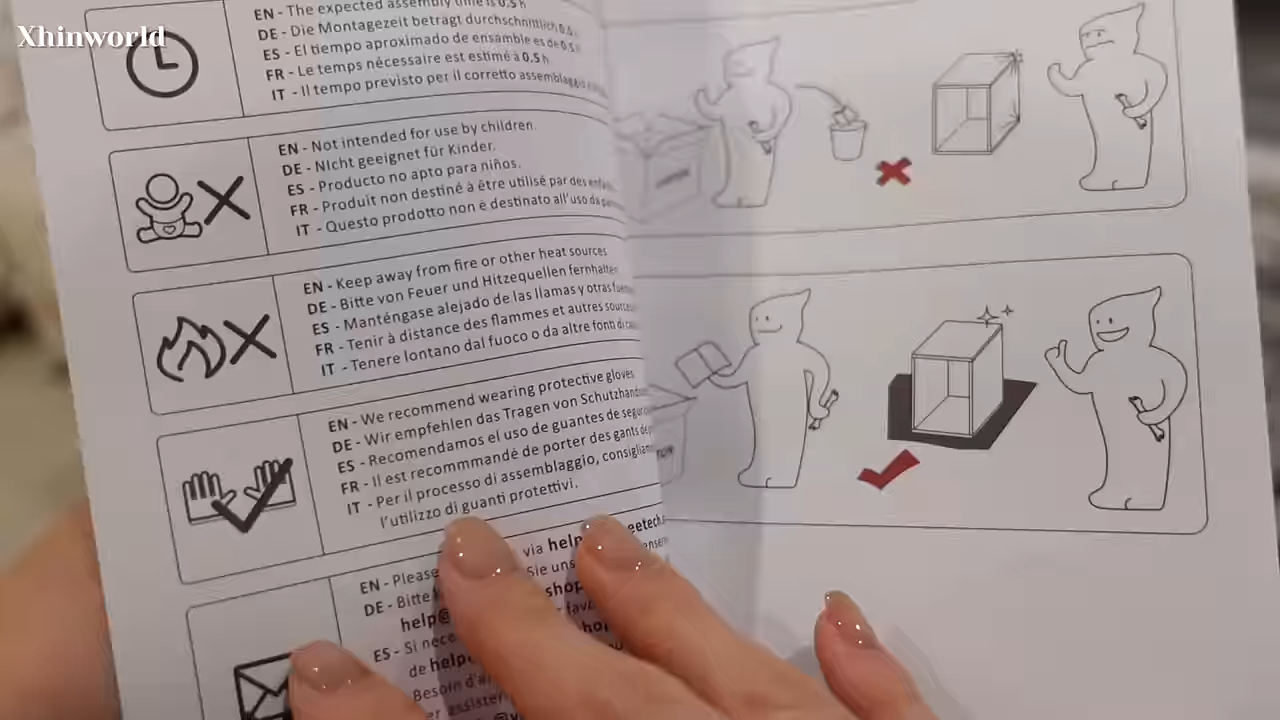 Xhinworld
EN - The expected assembly time is 0.5 h
DE - Die Montagezeit beträgt durchschnittlich 0.5
ES - El tiempo aproximado de ensamble es de 0.5 h
FR - Le temps nécessaire est estimé à 0,5 h
IT - Il tempo previsto per il corretto assemblaggio
EN - Not intended for use by children.
DE - NIcht geeignet für Kinder.
ES - Producto no apto para niños.
FR - Produit non destiné à être utilisé par des
IT - Questo prodotto non è destinato all'uso da
EN - Keep away from fire or other heat sources
DE - Bitte von Feuer und Hitzequellen fernhalten
ES - Manténgase alejado de las llamas y otras
FR - Tenir à distance des flammes et autres
IT - Tenere lontano dal fuoco o da altre fonti di
EN - We recommend wearing protective gloves
DE - Wir empfehlen das Tragen von
ES - Recomendamos el uso de guantes de
FR - Il est recommmandé de porter des gants de
IT - Per il processo di assemblaggio,
l'utilizzo di guanti protettivi.
EN - Please via
DE - Bitte Sie uns
help@
ES - Si
de
Besoin